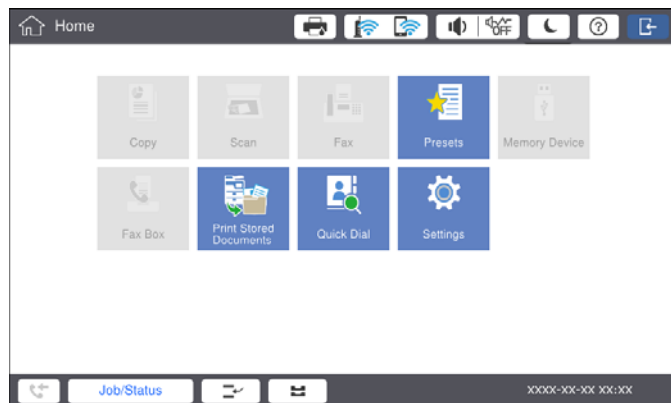 Home
OFF
?
Copy
Scan
Fax
Presets
Memory Device
Fax Box
Print Stored
Documents
Quick Dial
Settings
Job/Status
XXXX-XX-XX XX:XX